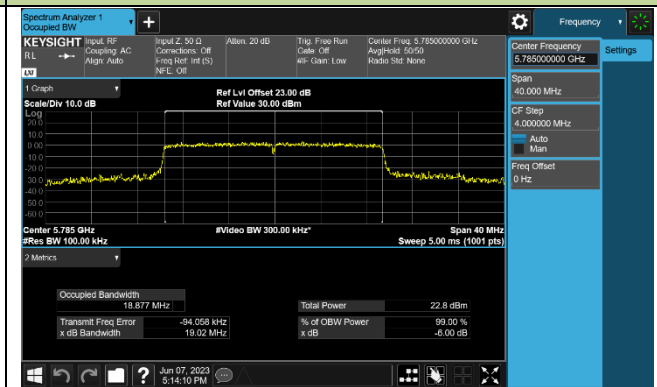 Spectrum Analyzer 1
Occupied BW
Frequency
KEYSIGHT
RL
LXI
Input: RF
Coupling: AC
Align: Auto
Input Z: 50 Ω
Corrections: Off
Freq Ref: Int (S)
NFE: Off
Atten: 20 dB
Trig: Free Run
Gate: Off
#IF Gain: Low
Center Freq: 5.785000000 GHz
Avg|Hold: 50/50
Radio Std: None
Center Frequency
5.785000000 GHz
Settings
Span
40.000 MHz
CF Step
4.000000 MHz
Auto
Man
Freq Offset
0 Hz
1 Graph
Scale/Div 10.0 dB
Ref Lvl Offset 23.00 dB
Ref Value 30.00 dBm
Log
20.0
10.0
0.00
-10.0
-20.0
-30.0
-40.0
-50.0
-60.0
Center 5.785 GHz
#Video BW 300.00 kHz*
Span 40 MHz
#Res BW 100.00 kHz
Sweep 5.00 ms (1001 pts)
2 Metrics
Occupied Bandwidth
18.877 MHz
Total Power 22.8 dBm
Transmit Freq Error -94.058 kHz
% of OBW Power 99.00 %
x dB Bandwidth 19.02 MHz
x dB -6.00 dB
?
Jun 07, 2023
5:14:10 PM